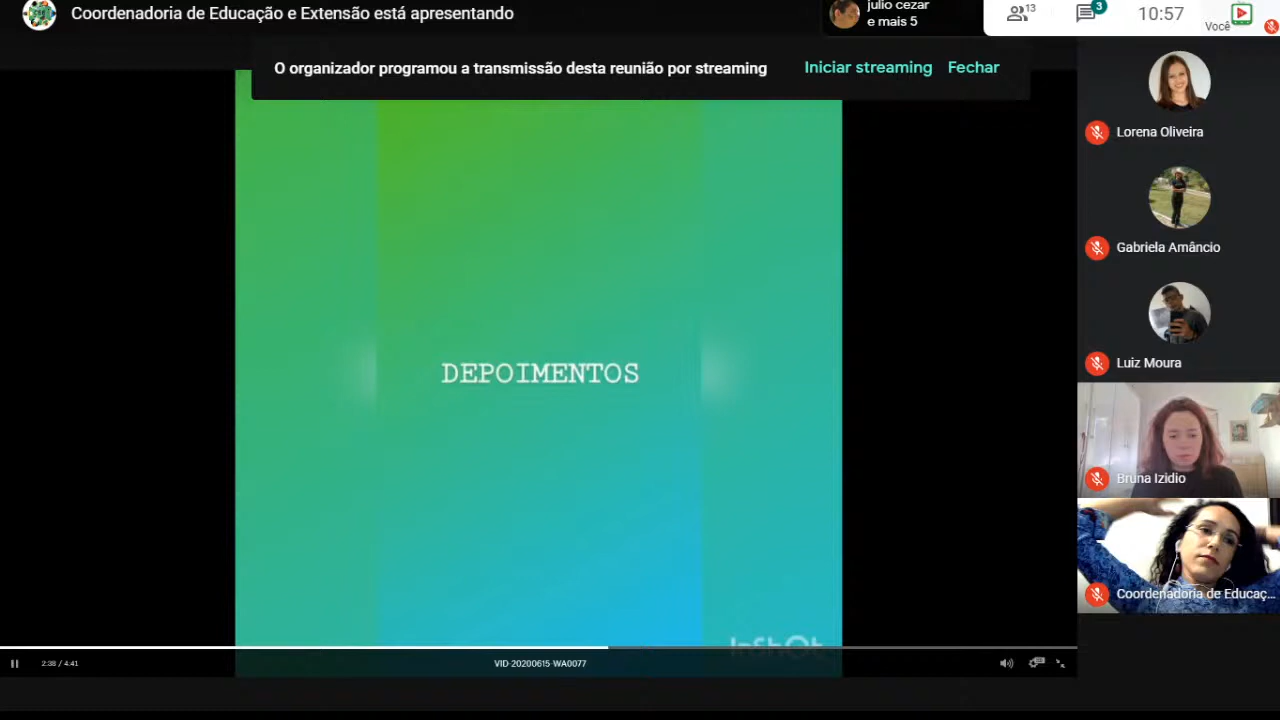 Coordenadoria de Educação e Extensão está apresentando
julio cezar
e mais 5
13
3
10:57
Você
O organizador programou a transmissão desta reunião por streaming
Iniciar streaming
Fechar
Lorena Oliveira
Gabriela Amâncio
Luiz Moura
DEPOIMENTOS
Bruna Izidio
Coordenadoria de Educaç...
InShOt
2:38 / 4:41
VID-20200615-WA0077